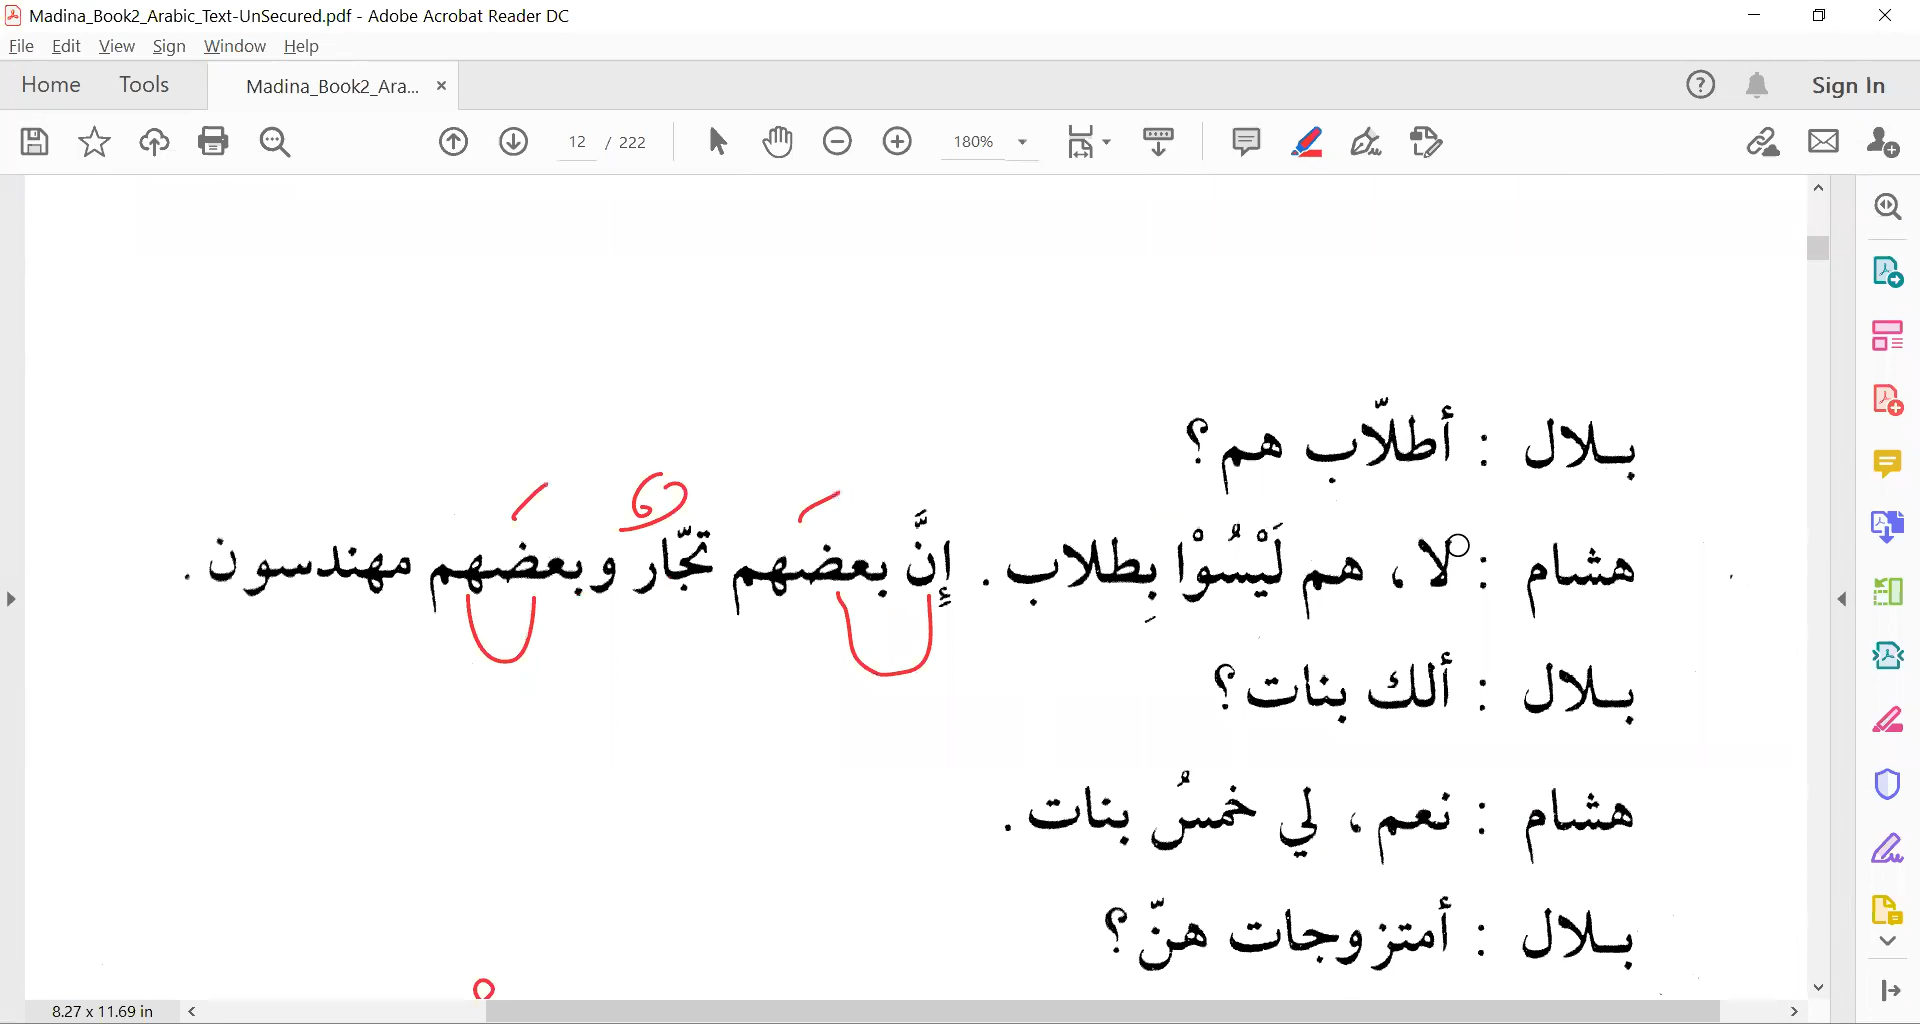 Madina_Book2_Arabic_Text-UnSecured.pdf - Adobe Acrobat Reader DC
File Edit View Sign Window Help
Home Tools Madina_Book2_Ara... × Sign In
12 / 222 180%
بـلال : أطلّاب هم ؟
هشام : لا ، هم لَيْسُوْا بِطلاب . إِنَّ بعضهم تجّار وبعضهم مهندسون .
بـلال : ألك بنات ؟
هشام : نعم ، لي خمسُ بنات .
بـلال : أمتزوجات هنّ ؟
8.27 x 11.69 in